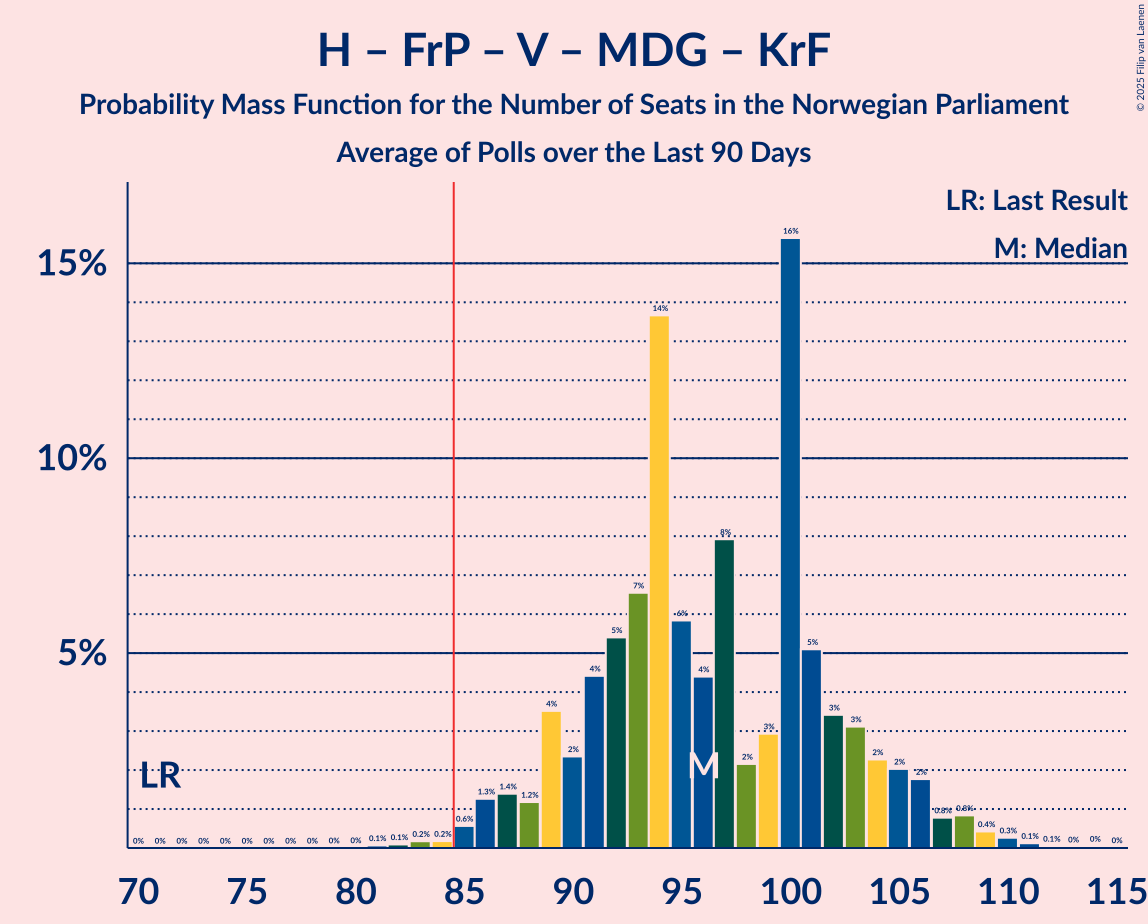 H – FrP – V – MDG – KrF
Probability Mass Function for the Number of Seats in the Norwegian Parliament
Average of Polls over the Last 90 Days
© 2025 Filip van Laenen
LR: Last Result
M: Median
15%
10%
5%
16%
14%
8%
7%
6%
5%
5%
4%
4%
4%
3%
3%
3%
2%
2%
2%
2%
2%
1.3%
1.4%
1.2%
0.6%
0.8%
0.8%
0.4%
0.3%
0.1%
0.1%
0% 0% 0% 0% 0% 0% 0% 0% 0% 0% 0% 0.1% 0.1% 0.2% 0.2%
0% 0% 0%
LR
M
70 75 80 85 90 95 100 105 110 115